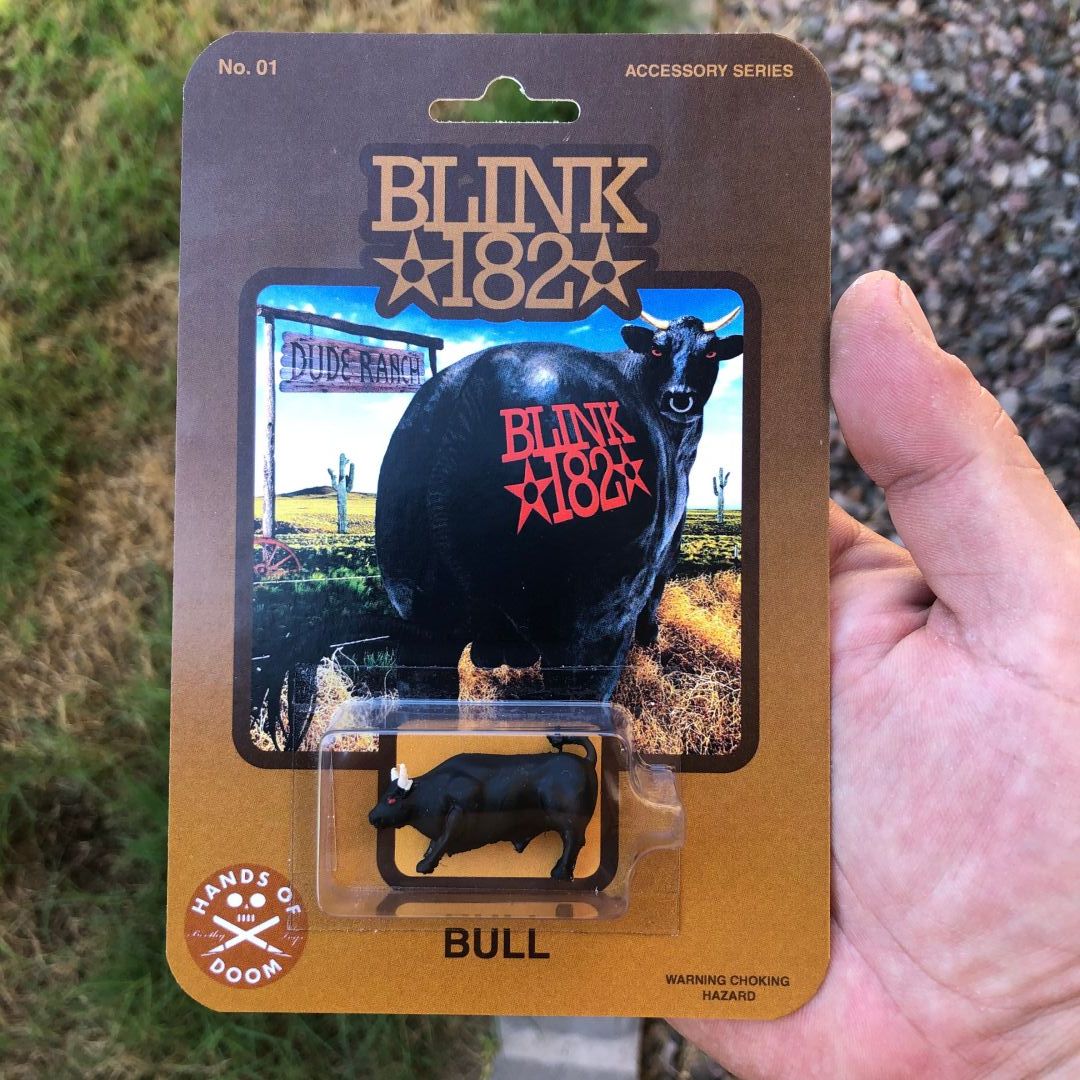 No. 01
ACCESSORY SERIES
BLINK
182
DUDE RANCH
BLINK
182
HANDS OF
DOOM
BULL
WARNING CHOKING
HAZARD